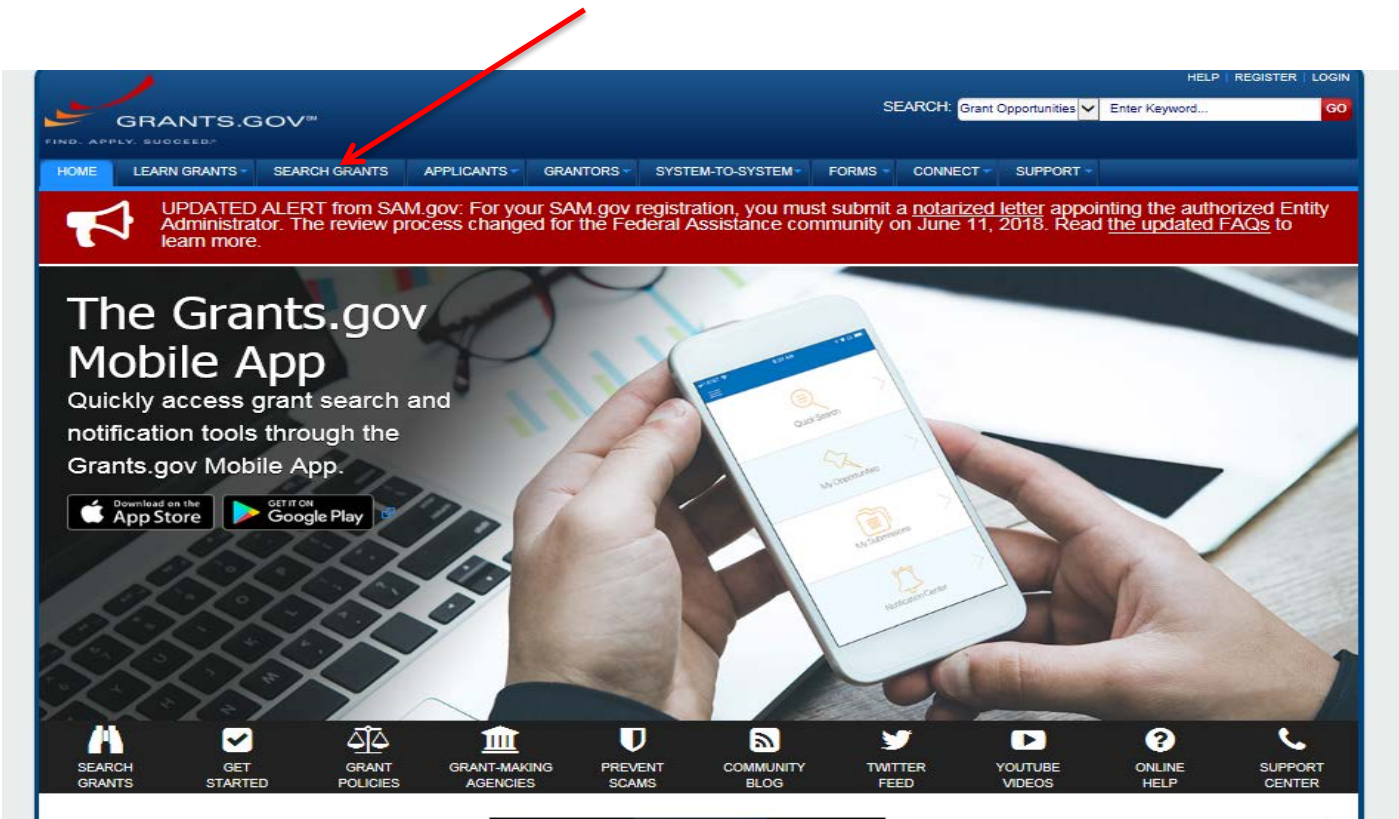 HELP | REGISTER | LOGIN
SEARCH: Grant Opportunities Enter Keyword... GO
GRANTS.GOV℠
FIND. APPLY. SUCCEED.℠
HOME LEARN GRANTS SEARCH GRANTS APPLICANTS GRANTORS SYSTEM-TO-SYSTEM FORMS CONNECT SUPPORT
UPDATED ALERT from SAM.gov: For your SAM.gov registration, you must submit a notarized letter appointing the authorized Entity
Administrator. The review process changed for the Federal Assistance community on June 11, 2018. Read the updated FAQs to
learn more.
The Grants.gov
Mobile App
Quickly access grant search and
notification tools through the
Grants.gov Mobile App.
Download on the App Store GET IT ON Google Play
Quick Search
My Opportunities
My Submissions
Notification Center
SEARCH GRANTS
GET STARTED
GRANT POLICIES
GRANT-MAKING AGENCIES
PREVENT SCAMS
COMMUNITY BLOG
TWITTER FEED
YOUTUBE VIDEOS
ONLINE HELP
SUPPORT CENTER